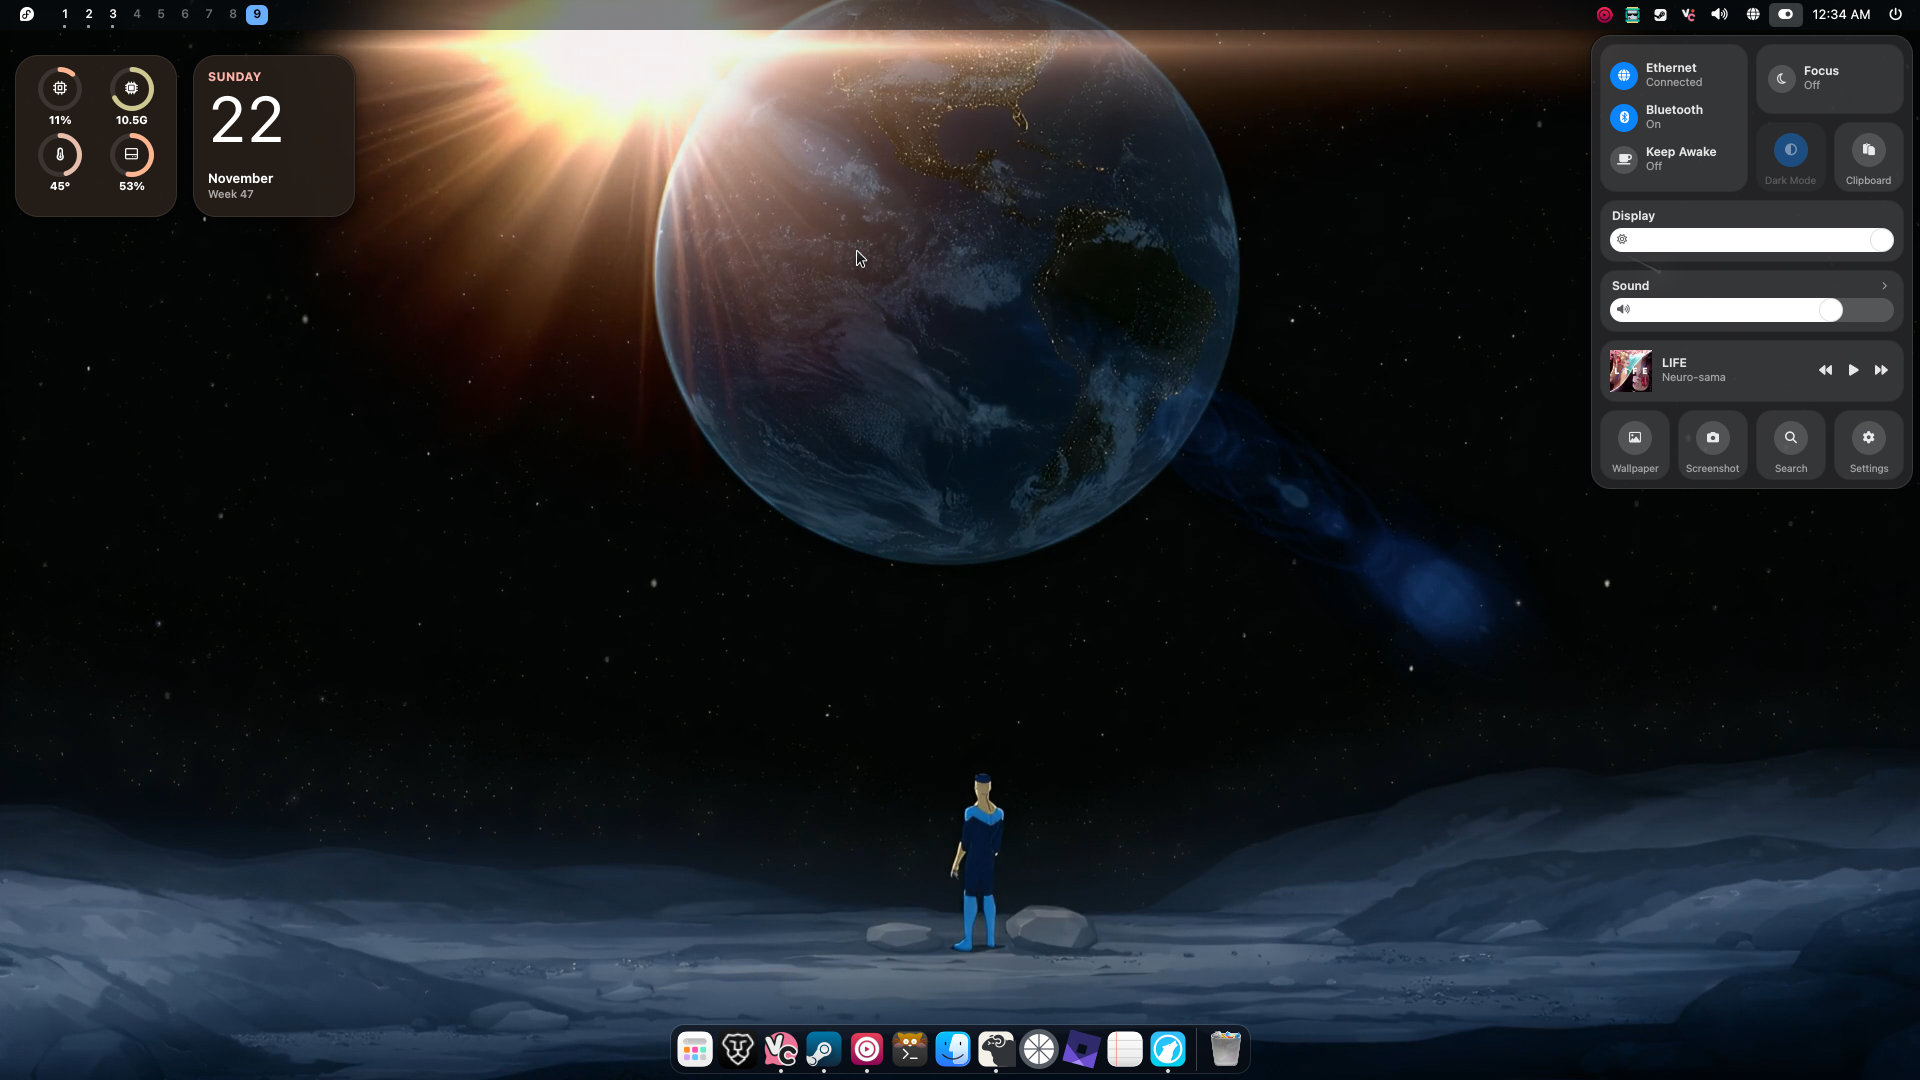 1 2 3 4 5 6 7 8 9
12:34 AM
11%
10.5G
45°
53%
SUNDAY
22
November
Week 47
Ethernet
Connected
Bluetooth
On
Keep Awake
Off
Focus
Off
Dark Mode
Clipboard
Display
Sound
LIFE
LIFE
Neuro-sama
Wallpaper
Screenshot
Search
Settings